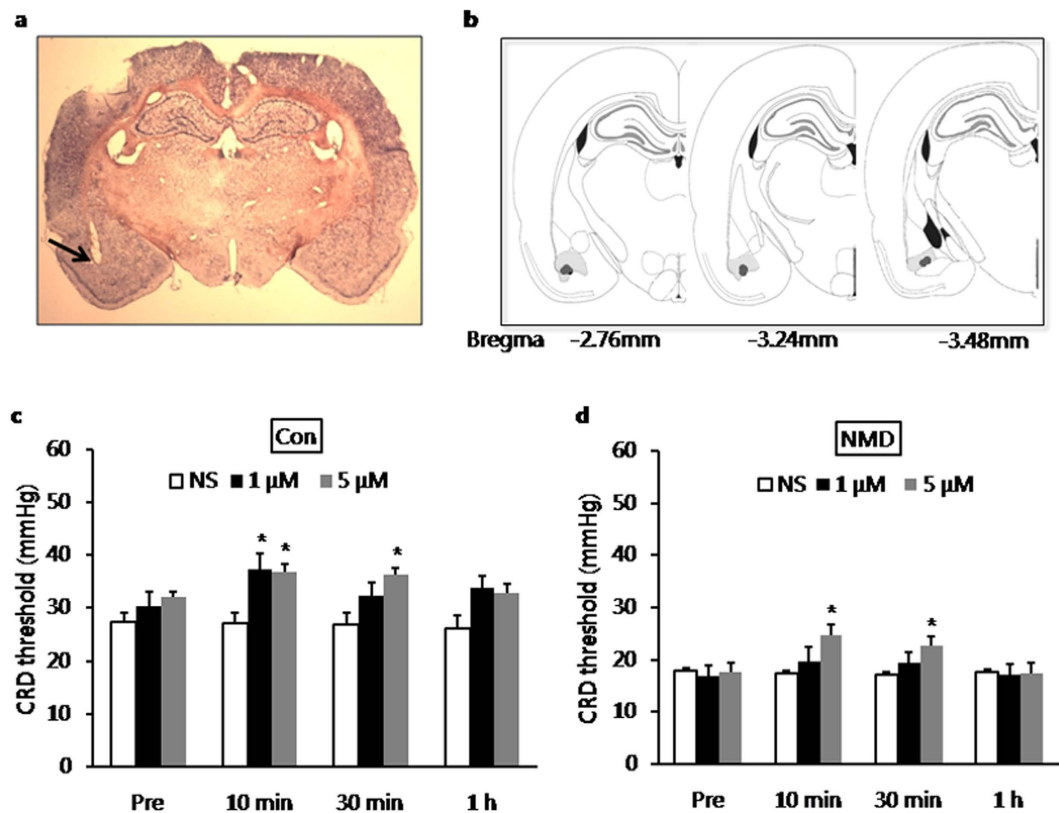 a
b
Bregma -2.76mm -3.24mm -3.48mm
c
Con
NS 1 µM 5 µM
CRD threshold (mmHg)
60
50
40
30
20
10
0
* * *
Pre 10 min 30 min 1 h
d
NMD
NS 1 µM 5 µM
CRD threshold (mmHg)
60
50
40
30
20
10
0
* *
Pre 10 min 30 min 1 h